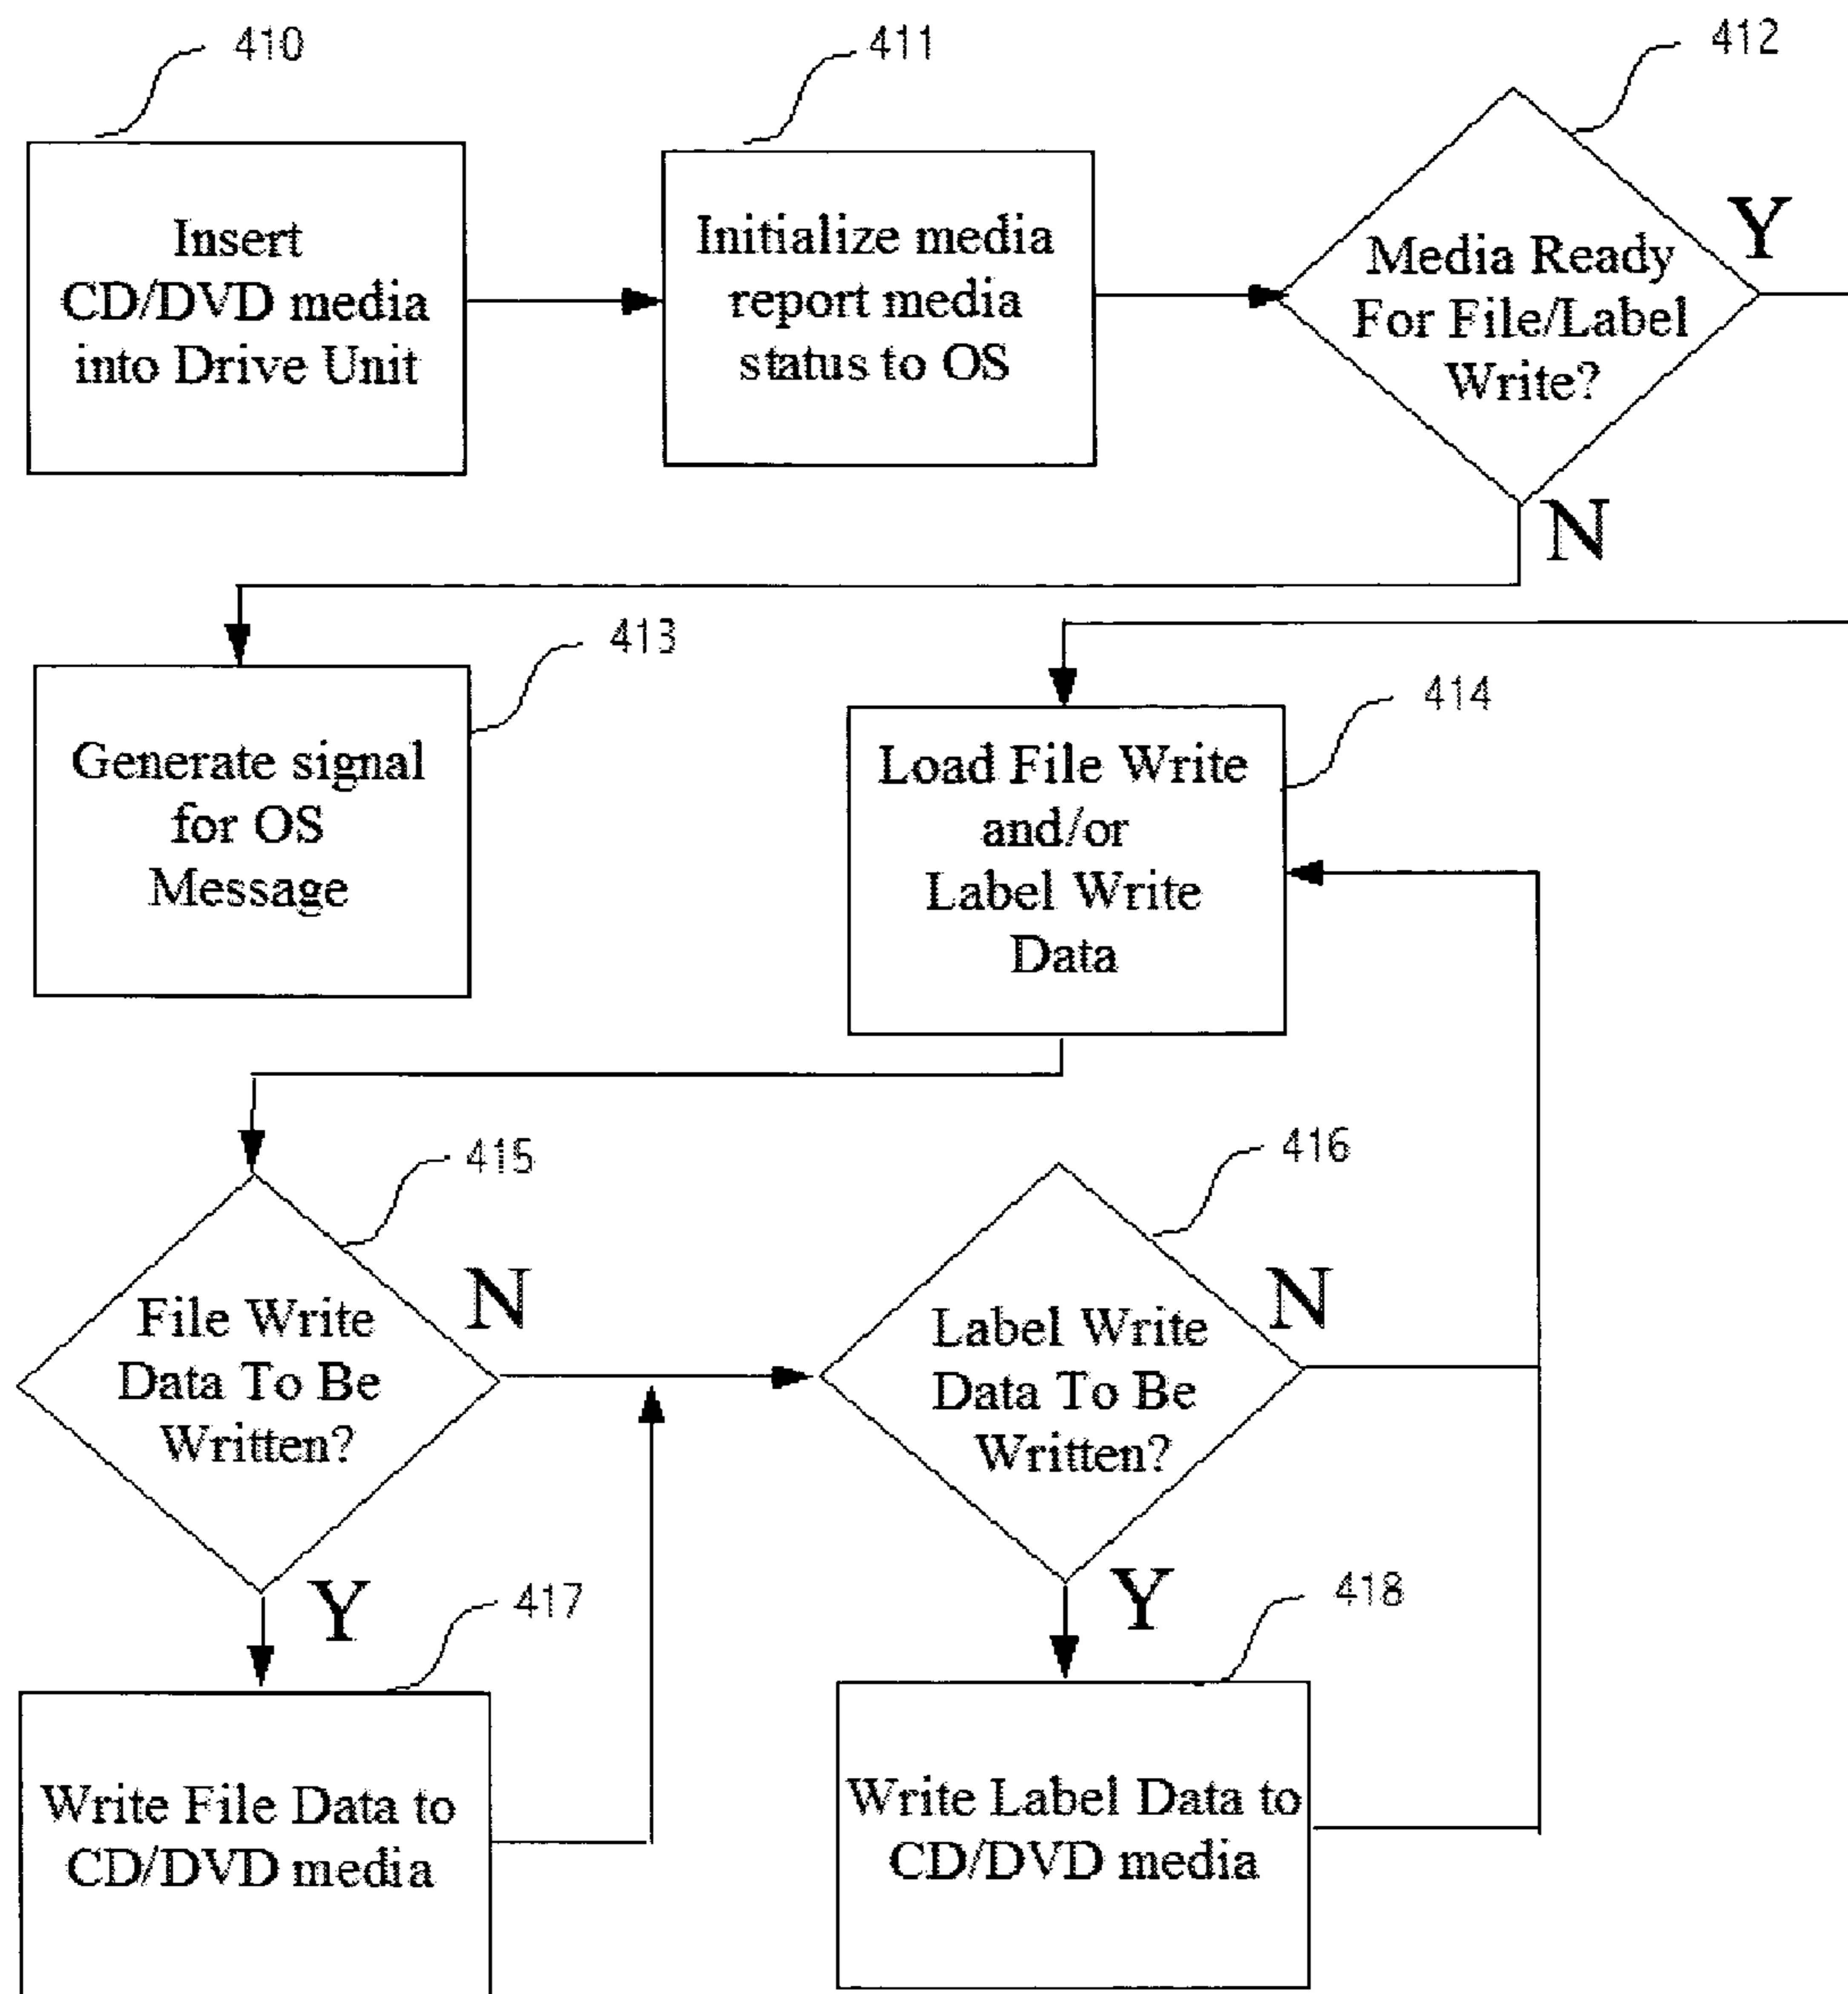 410
411
412
Insert
CD/DVD media
into Drive Unit
Initialize media
report media
status to OS
Media Ready
For File/Label
Write?
Y
N
413
Generate signal
for OS
Message
414
Load File Write
and/or
Label Write
Data
415
File Write
Data To Be
Written?
N
Y
416
Label Write
Data To Be
Written?
N
Y
417
Write File Data to
CD/DVD media
418
Write Label Data to
CD/DVD media